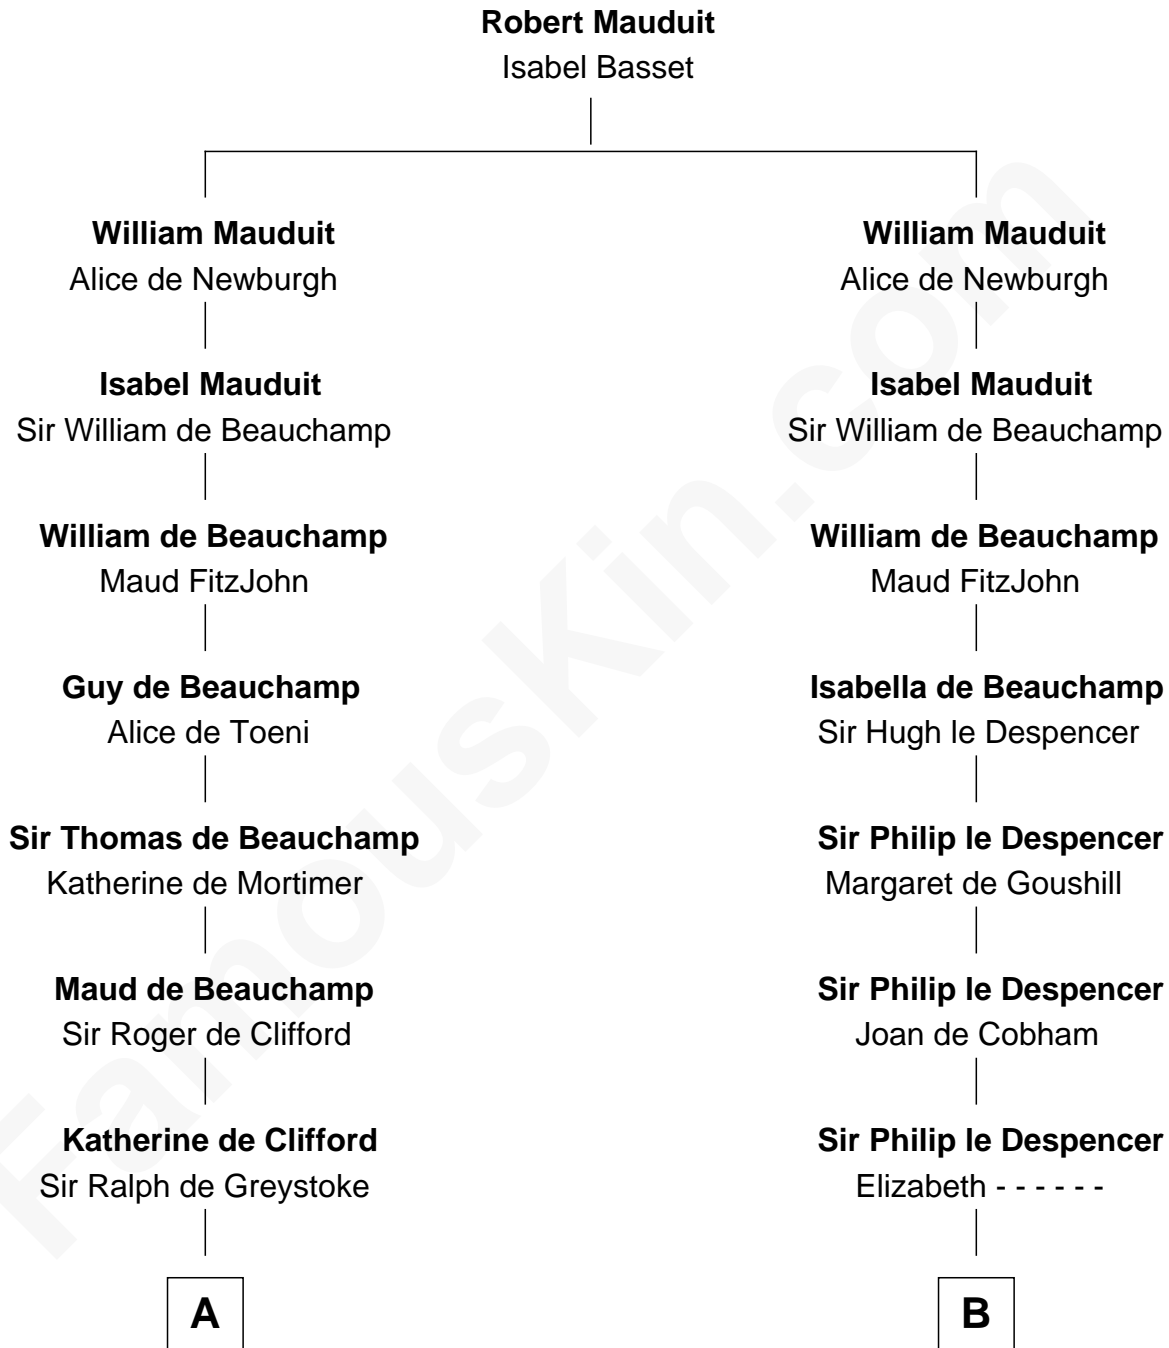 Robert Mauduit
Isabel Basset
William Mauduit
Alice de Newburgh
William Mauduit
Alice de Newburgh
Isabel Mauduit
Sir William de Beauchamp
Isabel Mauduit
Sir William de Beauchamp
William de Beauchamp
Maud FitzJohn
William de Beauchamp
Maud FitzJohn
Guy de Beauchamp
Alice de Toeni
Isabella de Beauchamp
Sir Hugh le Despencer
Sir Thomas de Beauchamp
Katherine de Mortimer
Sir Philip le Despencer
Margaret de Goushill
Maud de Beauchamp
Sir Roger de Clifford
Sir Philip le Despencer
Joan de Cobham
Katherine de Clifford
Sir Ralph de Greystoke
Sir Philip le Despencer
Elizabeth - - - - - -
A
B
FamousKin.com